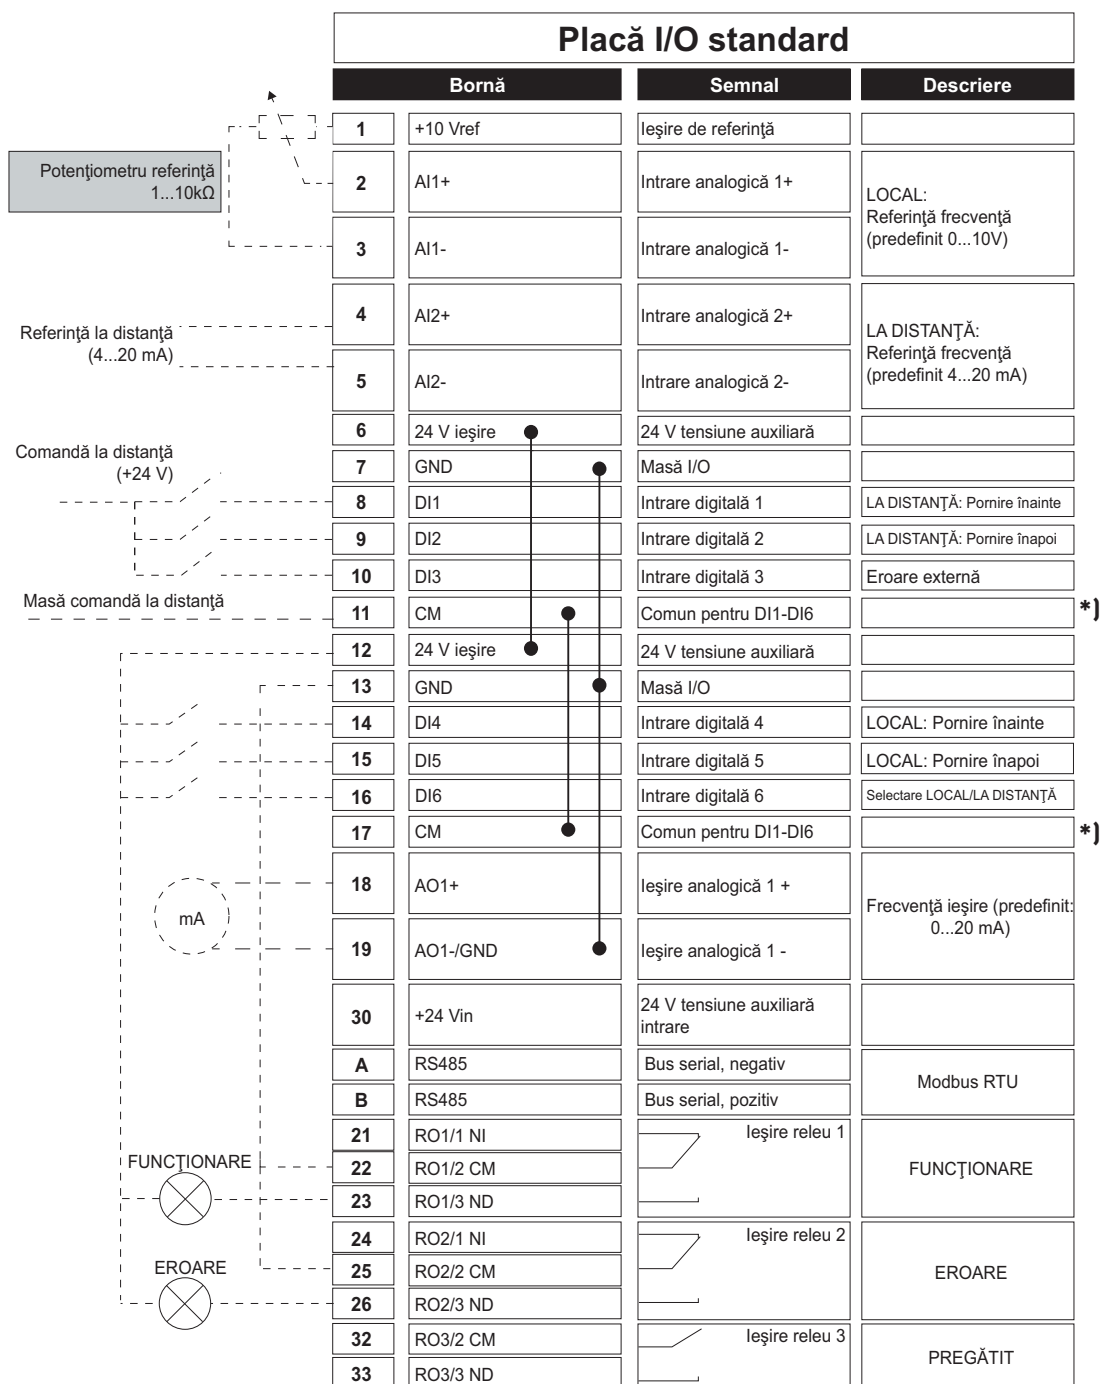 Placă I/O standard
Bornă Semnal Descriere
1 +10 Vref Ieşire de referinţă
Potenţiometru referinţă
1...10kΩ
2 AI1+ Intrare analogică 1+
LOCAL:
Referinţă frecvenţă
(predefinit 0...10V)
3 AI1- Intrare analogică 1-
4 AI2+ Intrare analogică 2+
Referinţă la distanţă
(4...20 mA)
LA DISTANŢĂ:
Referinţă frecvenţă
(predefinit 4...20 mA)
5 AI2- Intrare analogică 2-
6 24 V ieşire 24 V tensiune auxiliară
Comandă la distanţă
(+24 V)
7 GND Masă I/O
8 DI1 Intrare digitală 1 LA DISTANŢĂ: Pornire înainte
9 DI2 Intrare digitală 2 LA DISTANŢĂ: Pornire înapoi
10 DI3 Intrare digitală 3 Eroare externă
Masă comandă la distanţă
11 CM Comun pentru DI1-DI6 *)
12 24 V ieşire 24 V tensiune auxiliară
13 GND Masă I/O
14 DI4 Intrare digitală 4 LOCAL: Pornire înainte
15 DI5 Intrare digitală 5 LOCAL: Pornire înapoi
16 DI6 Intrare digitală 6 Selectare LOCAL/LA DISTANŢĂ
17 CM Comun pentru DI1-DI6 *)
18 AO1+ Ieşire analogică 1 +
mA
Frecvenţă ieşire (predefinit:
0...20 mA)
19 AO1-/GND Ieşire analogică 1 -
30 +24 Vin 24 V tensiune auxiliară
intrare
A RS485 Bus serial, negativ
Modbus RTU
B RS485 Bus serial, pozitiv
21 RO1/1 NI Ieşire releu 1
FUNCŢIONARE
22 RO1/2 CM FUNCŢIONARE
23 RO1/3 ND
24 RO2/1 NI Ieşire releu 2
EROARE
25 RO2/2 CM EROARE
26 RO2/3 ND
32 RO3/2 CM Ieşire releu 3
PREGĂTIT
33 RO3/3 ND